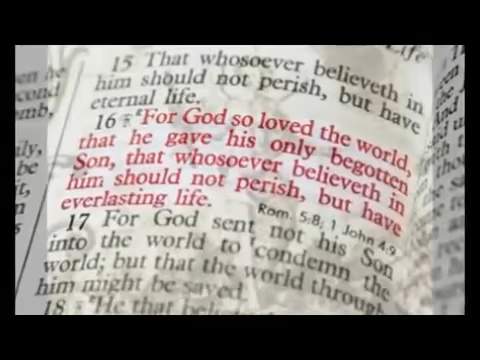 Life
15 That whosoever believeth in
him should not perish, but have
eternal life.
16 For God so loved the world,
that he gave his only begotten
Son, that whosoever believeth in
him should not perish, but have
everlasting life.
Rom. 5:8; 1 John 4:9
17 For God sent not his Son
into the world to condemn the
world; but that the world through
him might be saved.
18 He that